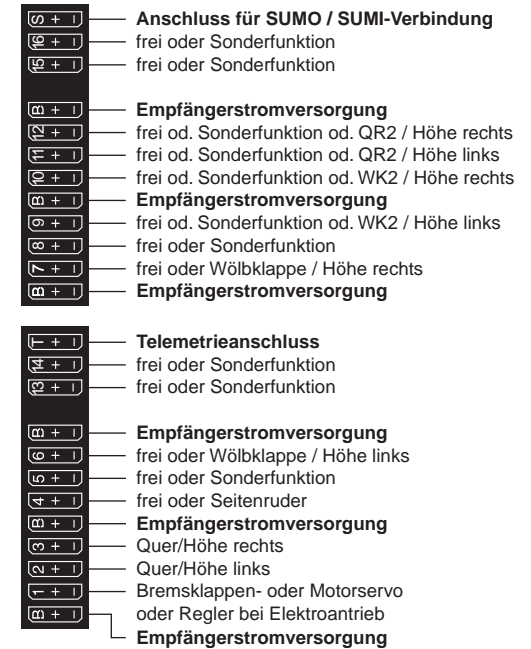 S + – Anschluss für SUMO / SUMI-Verbindung
16 + – frei oder Sonderfunktion
15 + – frei oder Sonderfunktion
B + – Empfängerstromversorgung
12 + – frei od. Sonderfunktion od. QR2 / Höhe rechts
11 + – frei od. Sonderfunktion od. QR2 / Höhe links
10 + – frei od. Sonderfunktion od. WK2 / Höhe rechts
B + – Empfängerstromversorgung
9 + – frei od. Sonderfunktion od. WK2 / Höhe links
8 + – frei oder Sonderfunktion
7 + – frei oder Wölbklappe / Höhe rechts
B + – Empfängerstromversorgung
T + – Telemetrieanschluss
14 + – frei oder Sonderfunktion
13 + – frei oder Sonderfunktion
B + – Empfängerstromversorgung
6 + – frei oder Wölbklappe / Höhe links
5 + – frei oder Sonderfunktion
4 + – frei oder Seitenruder
B + – Empfängerstromversorgung
3 + – Quer/Höhe rechts
2 + – Quer/Höhe links
1 + – Bremsklappen- oder Motorservo
oder Regler bei Elektroantrieb
B + – Empfängerstromversorgung